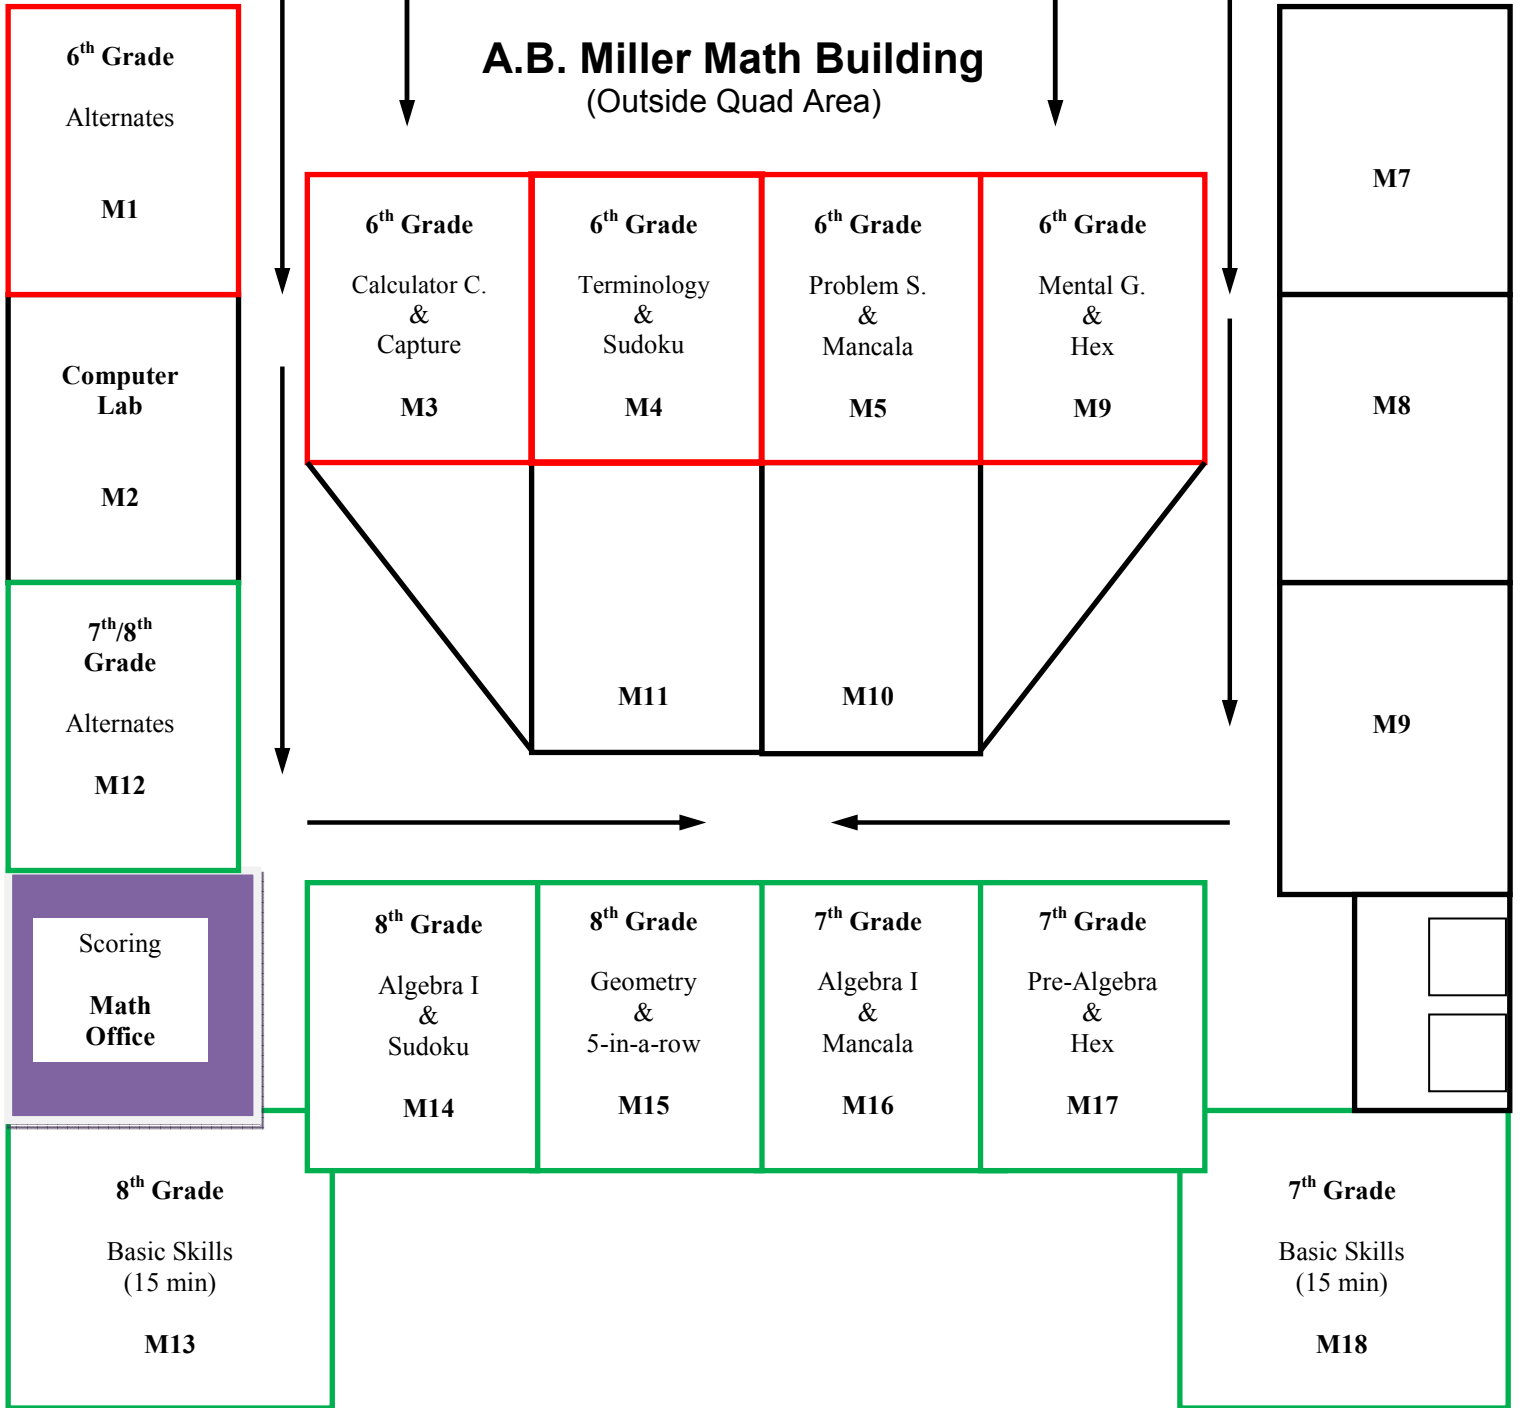 A.B. Miller Math Building
(Outside Quad Area)
6th Grade
Alternates
M1
Computer
Lab
M2
7th/8th
Grade
Alternates
M12
Scoring
Math
Office
6th Grade
Calculator C.
&
Capture
M3
6th Grade
Terminology
&
Sudoku
M4
6th Grade
Problem S.
&
Mancala
M5
6th Grade
Mental G.
&
Hex
M9
M11
M10
M7
M8
M9
8th Grade
Algebra I
&
Sudoku
M14
8th Grade
Geometry
&
5-in-a-row
M15
7th Grade
Algebra I
&
Mancala
M16
7th Grade
Pre-Algebra
&
Hex
M17
8th Grade
Basic Skills
(15 min)
M13
7th Grade
Basic Skills
(15 min)
M18